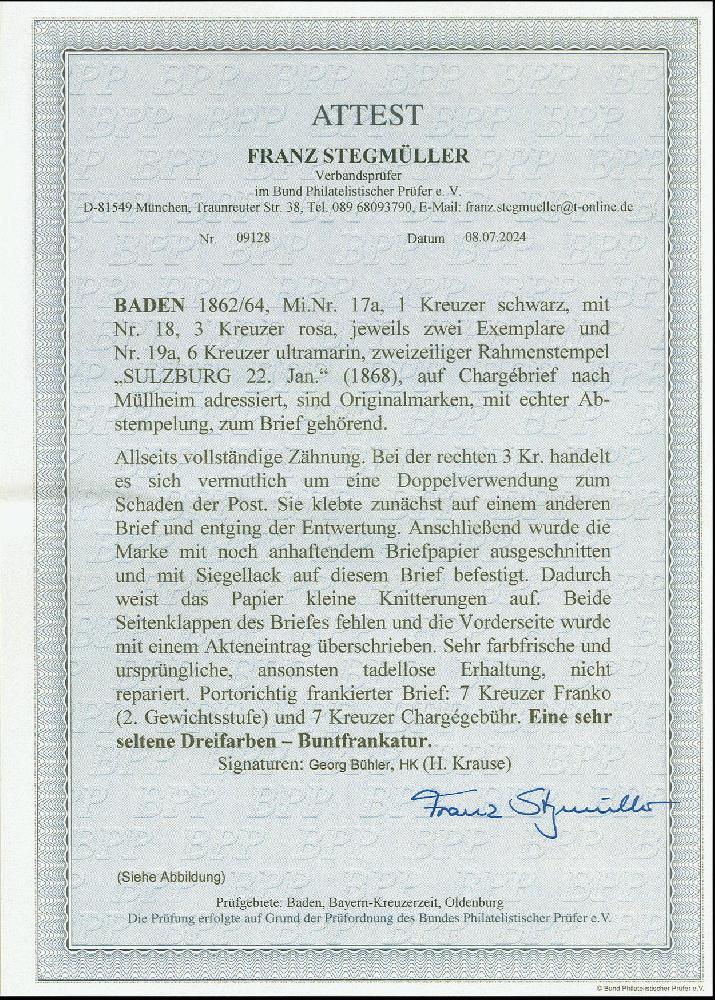 ATTEST
FRANZ STEGMÜLLER
Verbandsprüfer
im Bund Philatelistischer Prüfer e. V.
D-81549 München, Traunreuter Str. 38, Tel. 089 68093790, E-Mail: franz.stegmueller@t-online.de
Nr 09128 Datum 08.07.2024
BADEN 1862/64, Mi.Nr. 17a, 1 Kreuzer schwarz, mit
Nr. 18, 3 Kreuzer rosa, jeweils zwei Exemplare und
Nr. 19a, 6 Kreuzer ultramarin, zweizeiliger Rahmenstempel
„SULZBURG 22. Jan.“ (1868), auf Chargébrief nach
Müllheim adressiert, sind Originalmarken, mit echter Ab-
stempelung, zum Brief gehörend.
Allseits vollständige Zähnung. Bei der rechten 3 Kr. handelt
es sich vermutlich um eine Doppelverwendung zum
Schaden der Post. Sie klebte zunächst auf einem anderen
Brief und entging der Entwertung. Anschließend wurde die
Marke mit noch anhaftendem Briefpapier ausgeschnitten
und mit Siegellack auf diesem Brief befestigt. Dadurch
weist das Papier kleine Knitterungen auf. Beide
Seitenklappen des Briefes fehlen und die Vorderseite wurde
mit einem Akteneintrag überschrieben. Sehr farbfrische und
ursprüngliche, ansonsten tadellose Erhaltung, nicht
repariert. Portorichtig frankierter Brief: 7 Kreuzer Franko
(2. Gewichtsstufe) und 7 Kreuzer Chargégebühr. Eine sehr
seltene Dreifarben – Buntfrankatur.
Signaturen: Georg Bühler, HK (H. Krause)
Franz Stegmüller
(Siehe Abbildung)
Prüfgebiete: Baden, Bayern-Kreuzerzeit, Oldenburg
Die Prüfung erfolgte auf Grund der Prüfordnung des Bundes Philatelistischer Prüfer e.V.
© Bund Philatelistischer Prüfer e.V.